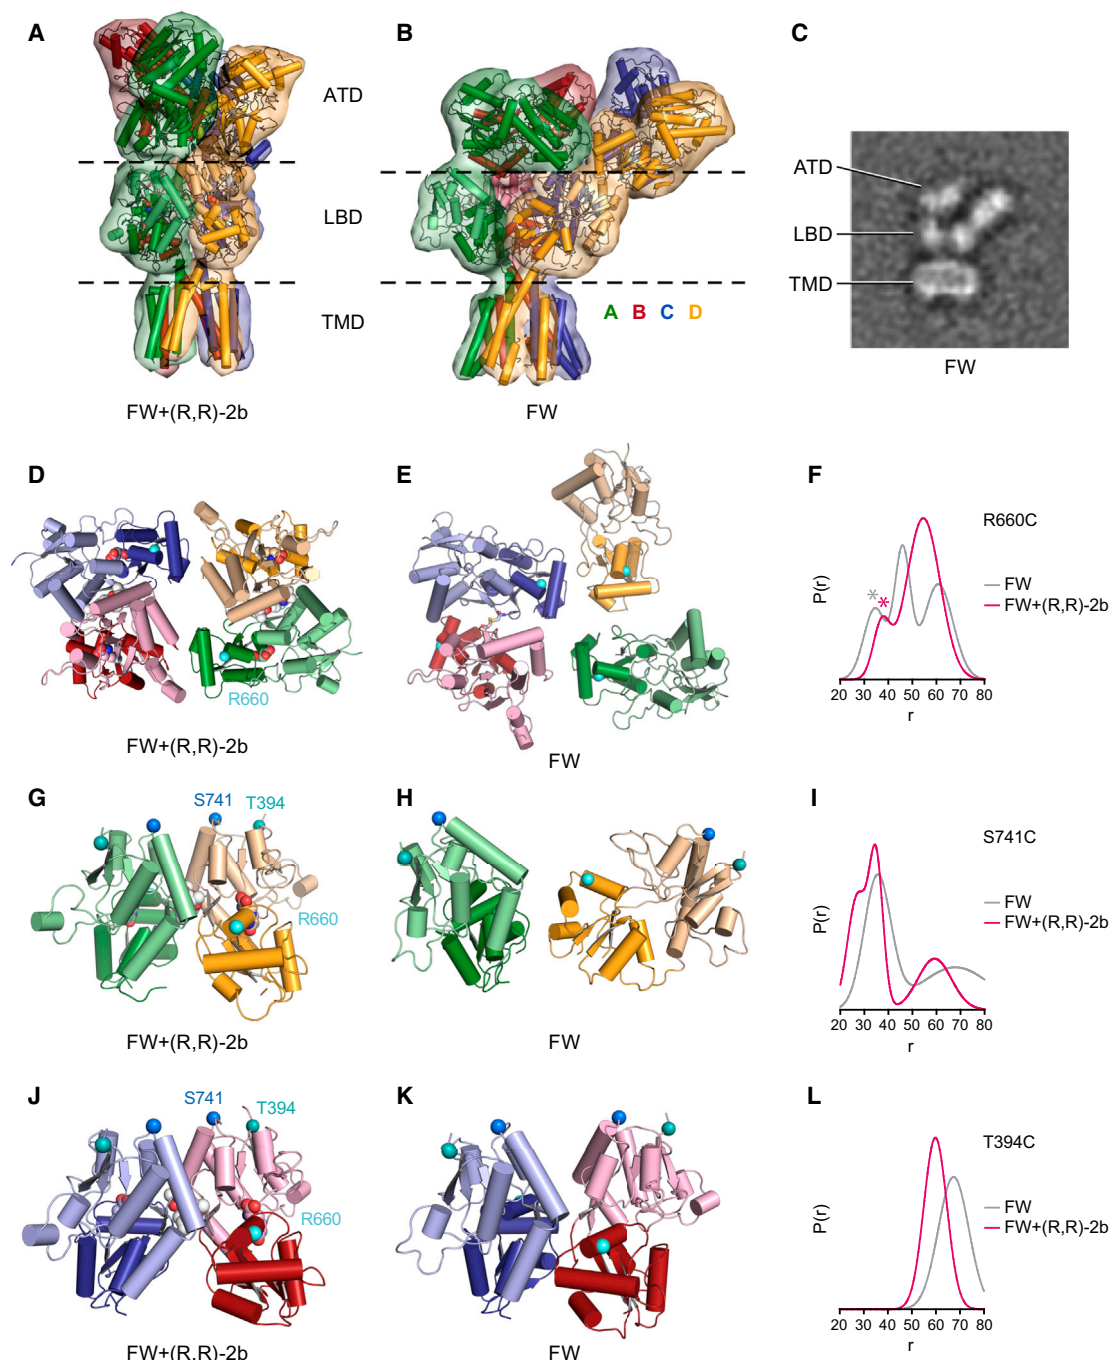 A
B
C
ATD
LBD
TMD
A B C D
FW+(R,R)-2b
FW
ATD
LBD
TMD
FW
D
E
F
R660
FW+(R,R)-2b
FW
R660C
FW
FW+(R,R)-2b
P(r)
* *
20 30 40 50 60 70 80
r
G
H
I
S741
T394
R660
FW+(R,R)-2b
FW
S741C
FW
FW+(R,R)-2b
P(r)
20 30 40 50 60 70 80
r
J
K
L
S741
T394
R660
FW+(R,R)-2b
FW
T394C
FW
FW+(R,R)-2b
P(r)
20 30 40 50 60 70 80
r